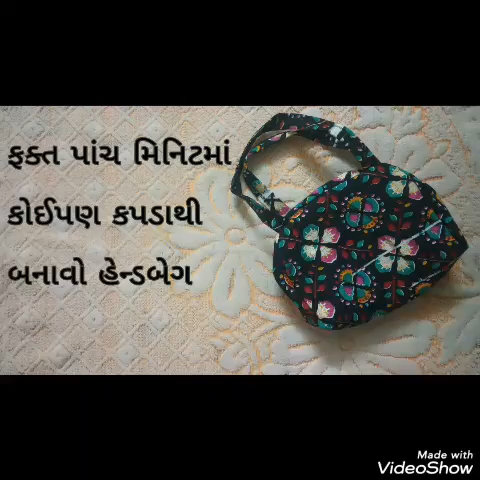 ફક્ત પાંચ મિનિટમાં
કોઈપણ કપડાથી
બનાવો હેન્ડબેગ
Made with
VideoShow